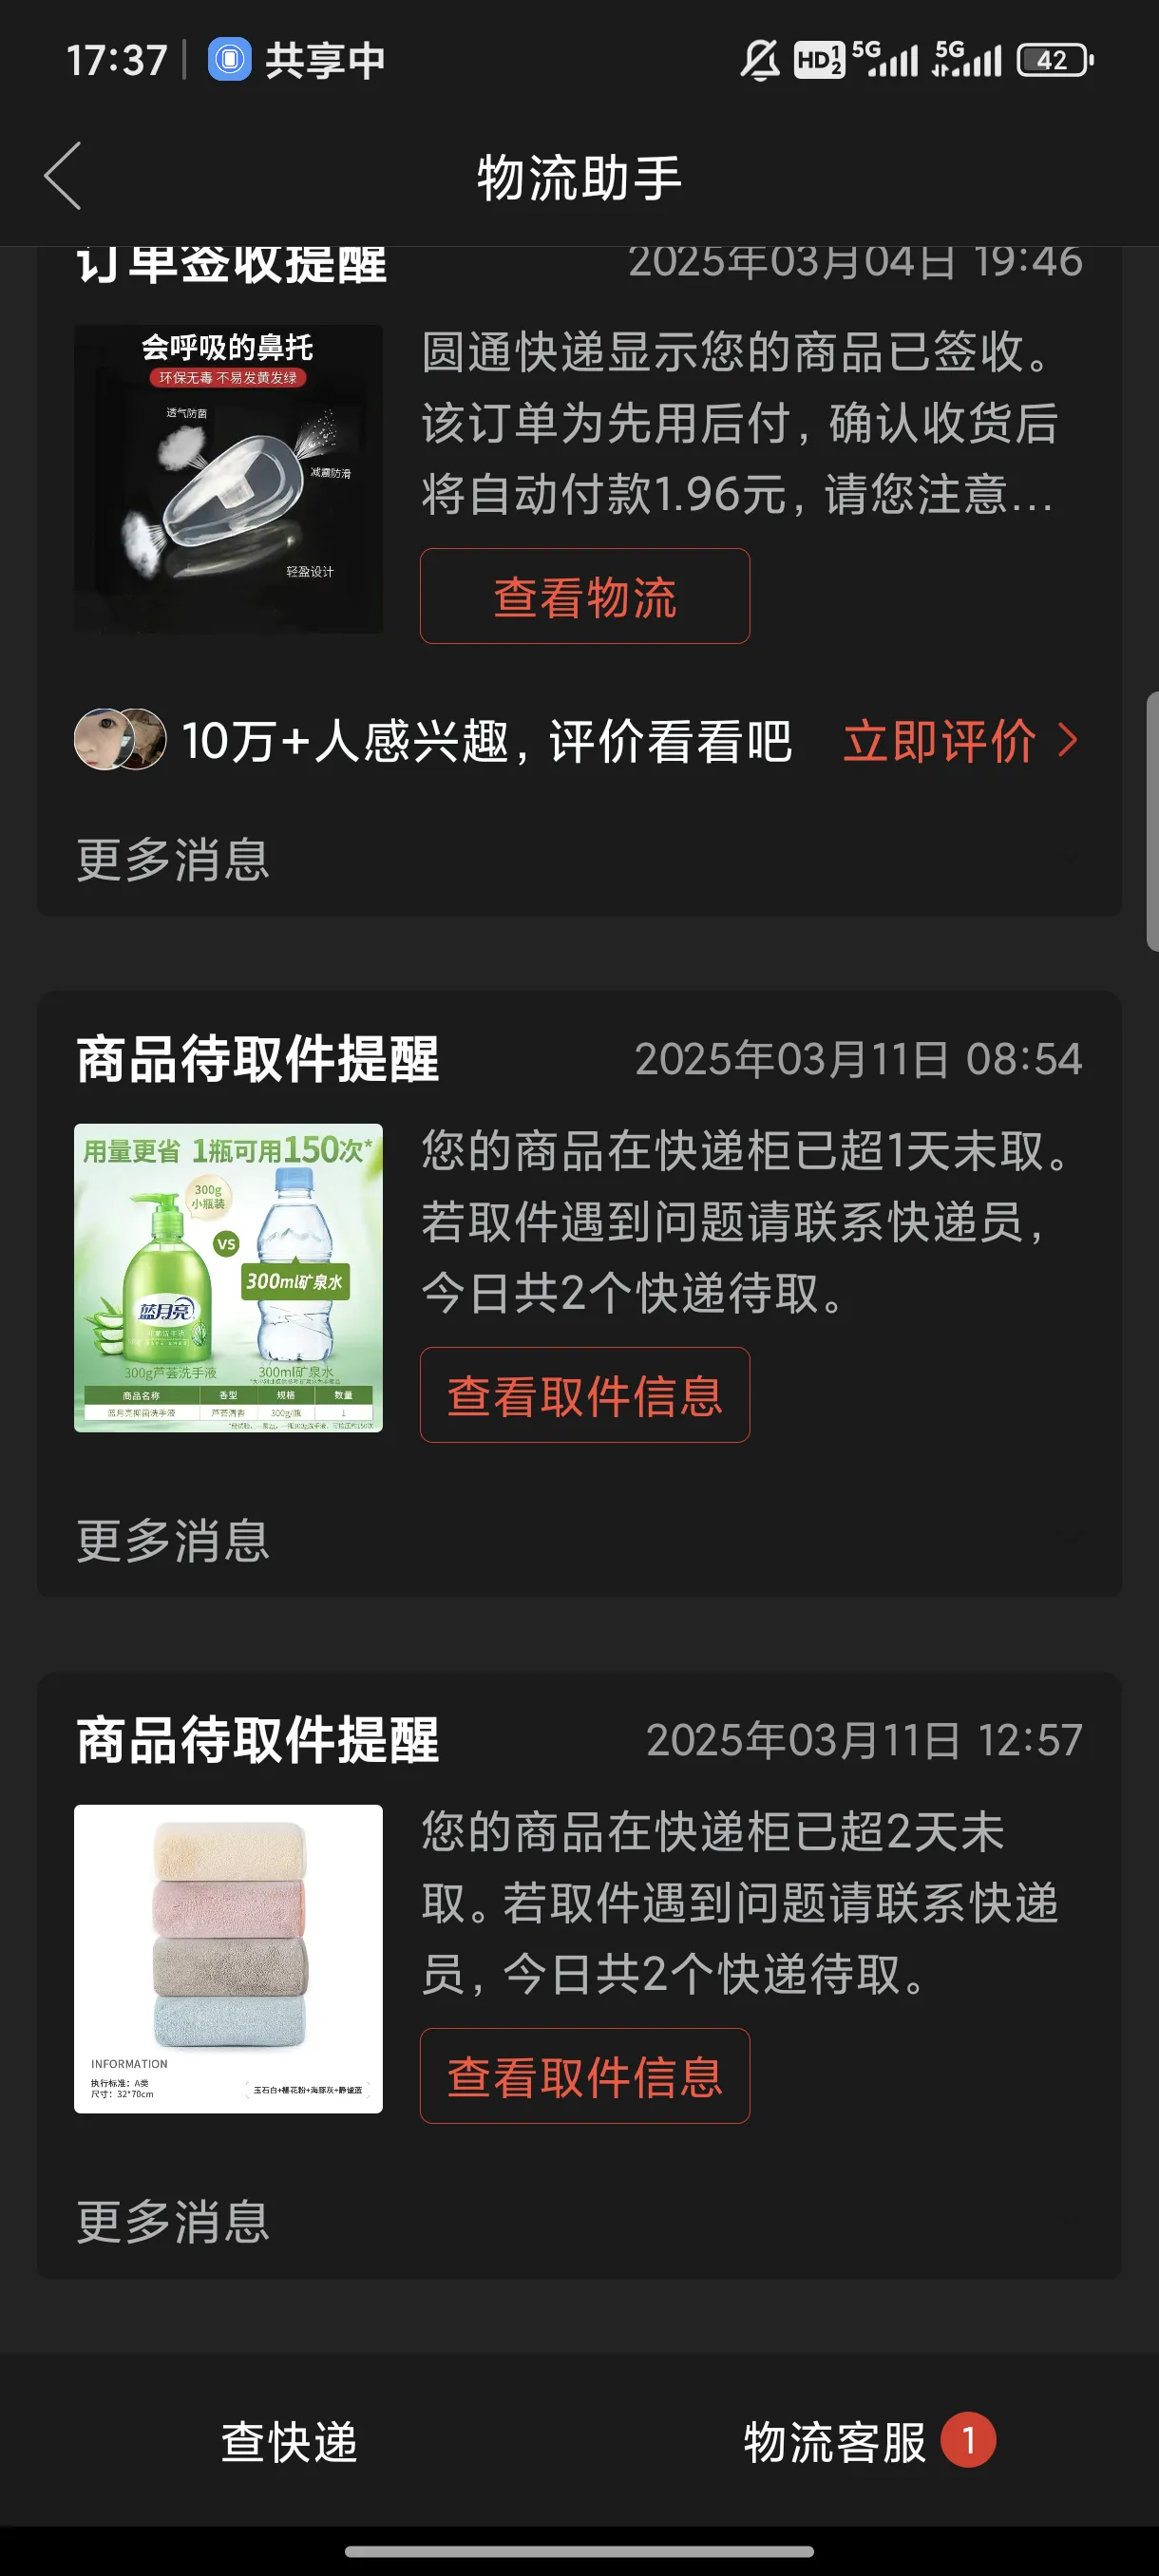 17:37
共享中
HD 1 2
5G
5G
42
物流助手
订单签收提醒
2025年03月04日 19:46
会呼吸的鼻托
环保无毒 不易发黄发绿
透气防菌
减震防滑
轻盈设计
圆通快递显示您的商品已签收。
该订单为先用后付，确认收货后
将自动付款1.96元，请您注意...
查看物流
10万+人感兴趣，评价看看吧
立即评价
更多消息
商品待取件提醒
2025年03月11日 08:54
用量更省 1瓶可用150次*
300g
小瓶装
VS
300ml矿泉水
蓝月亮
300g芦荟洗手液
300ml矿泉水
商品名称 香型 规格 数量
蓝月亮抑菌洗手液 芦荟清香 300g/瓶 1
您的商品在快递柜已超1天未取。
若取件遇到问题请联系快递员，
今日共2个快递待取。
查看取件信息
更多消息
商品待取件提醒
2025年03月11日 12:57
INFORMATION
执行标准：A类
尺寸：32*70cm
您的商品在快递柜已超2天未
取。若取件遇到问题请联系快递
员，今日共2个快递待取。
查看取件信息
更多消息
查快递
物流客服
1